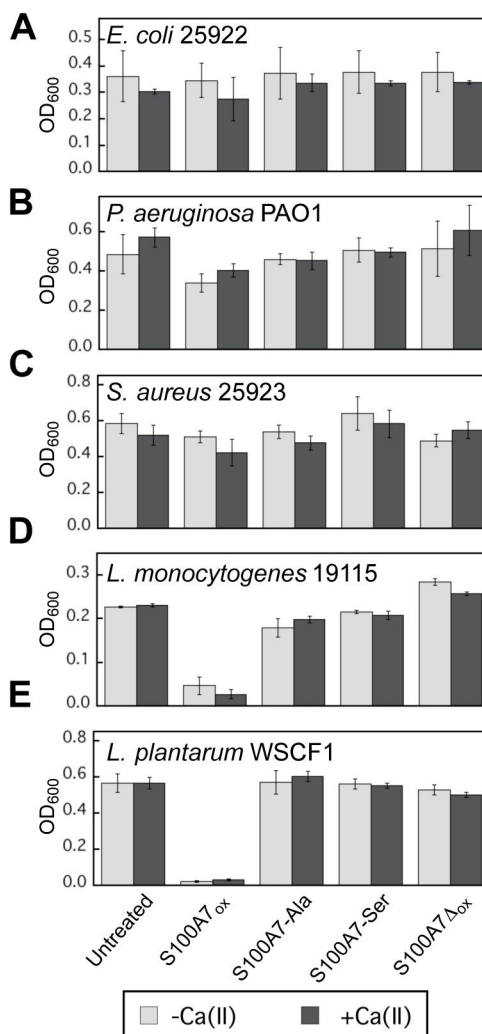 A
E. coli 25922
OD600
0.5
0.4
0.3
0.2
0.1
0.0
B
P. aeruginosa PAO1
OD600
0.6
0.4
0.2
0.0
C
S. aureus 25923
OD600
0.8
0.6
0.4
0.2
0.0
D
L. monocytogenes 19115
OD600
0.3
0.2
0.1
0.0
E
L. plantarum WSCF1
OD600
0.8
0.6
0.4
0.2
0.0
Untreated
S100A7ox
S100A7-Ala
S100A7-Ser
S100A7Δox
-Ca(II)
+Ca(II)